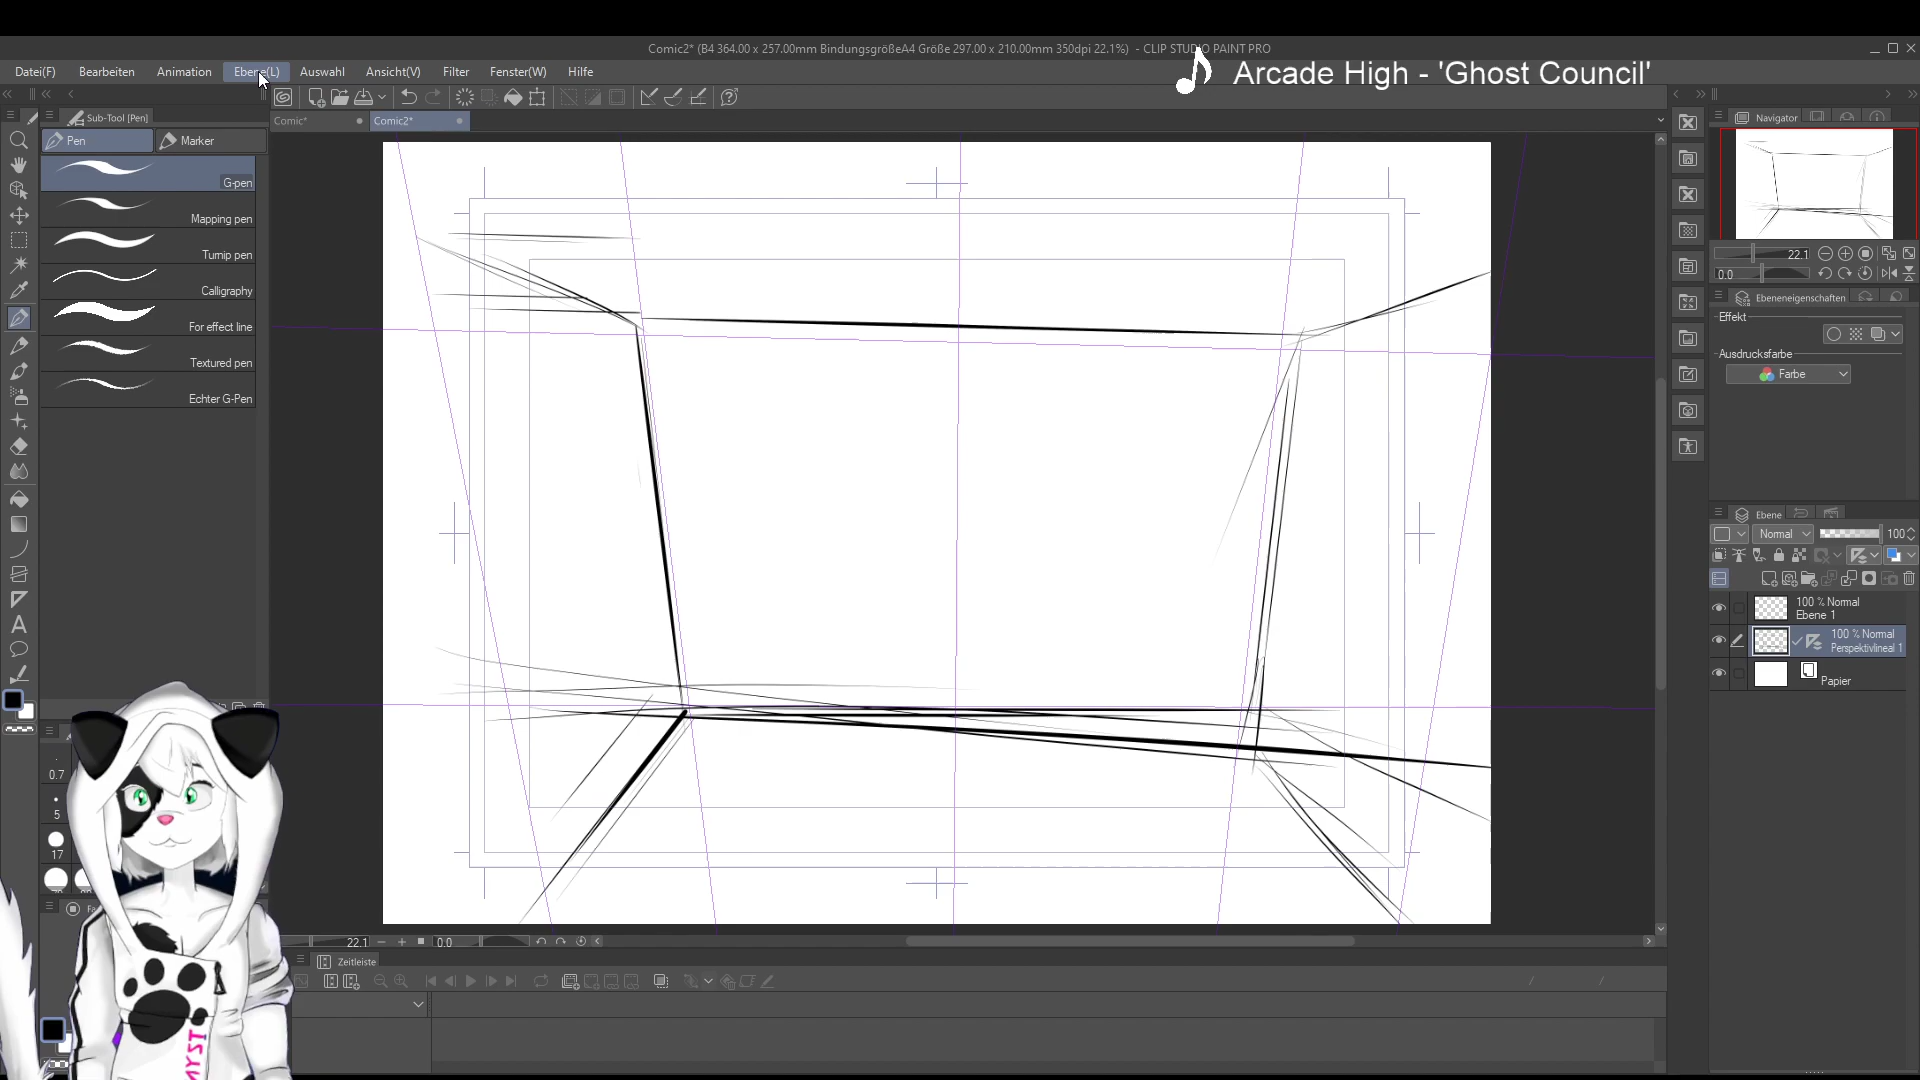 Comic2* (B4 364.00 x 257.00mm BindungsgrößeA4 Größe 297.00 x 210.00mm 350dpi 22.1%) - CLIP STUDIO PAINT PRO
Datei(F) Bearbeiten Animation Ebene(L) Auswahl Ansicht(V) Filter Fenster(W) Hilfe
Arcade High - 'Ghost Council'
Sub-Tool [Pen]
Comic*
Comic2*
Navigator
Pen
Marker
G-pen
Mapping pen
Turnip pen
Calligraphy
For effect line
Textured pen
Echter G-Pen
22.1
0.0
Ebeneneigenschaften
Effekt
Ausdrucksfarbe
Farbe
Ebene
Normal
100
100 % Normal
Ebene 1
100 % Normal
Perspektivlineal 1
Papier
0.7
5
17
22.1
0.0
Zeitleiste
MYST